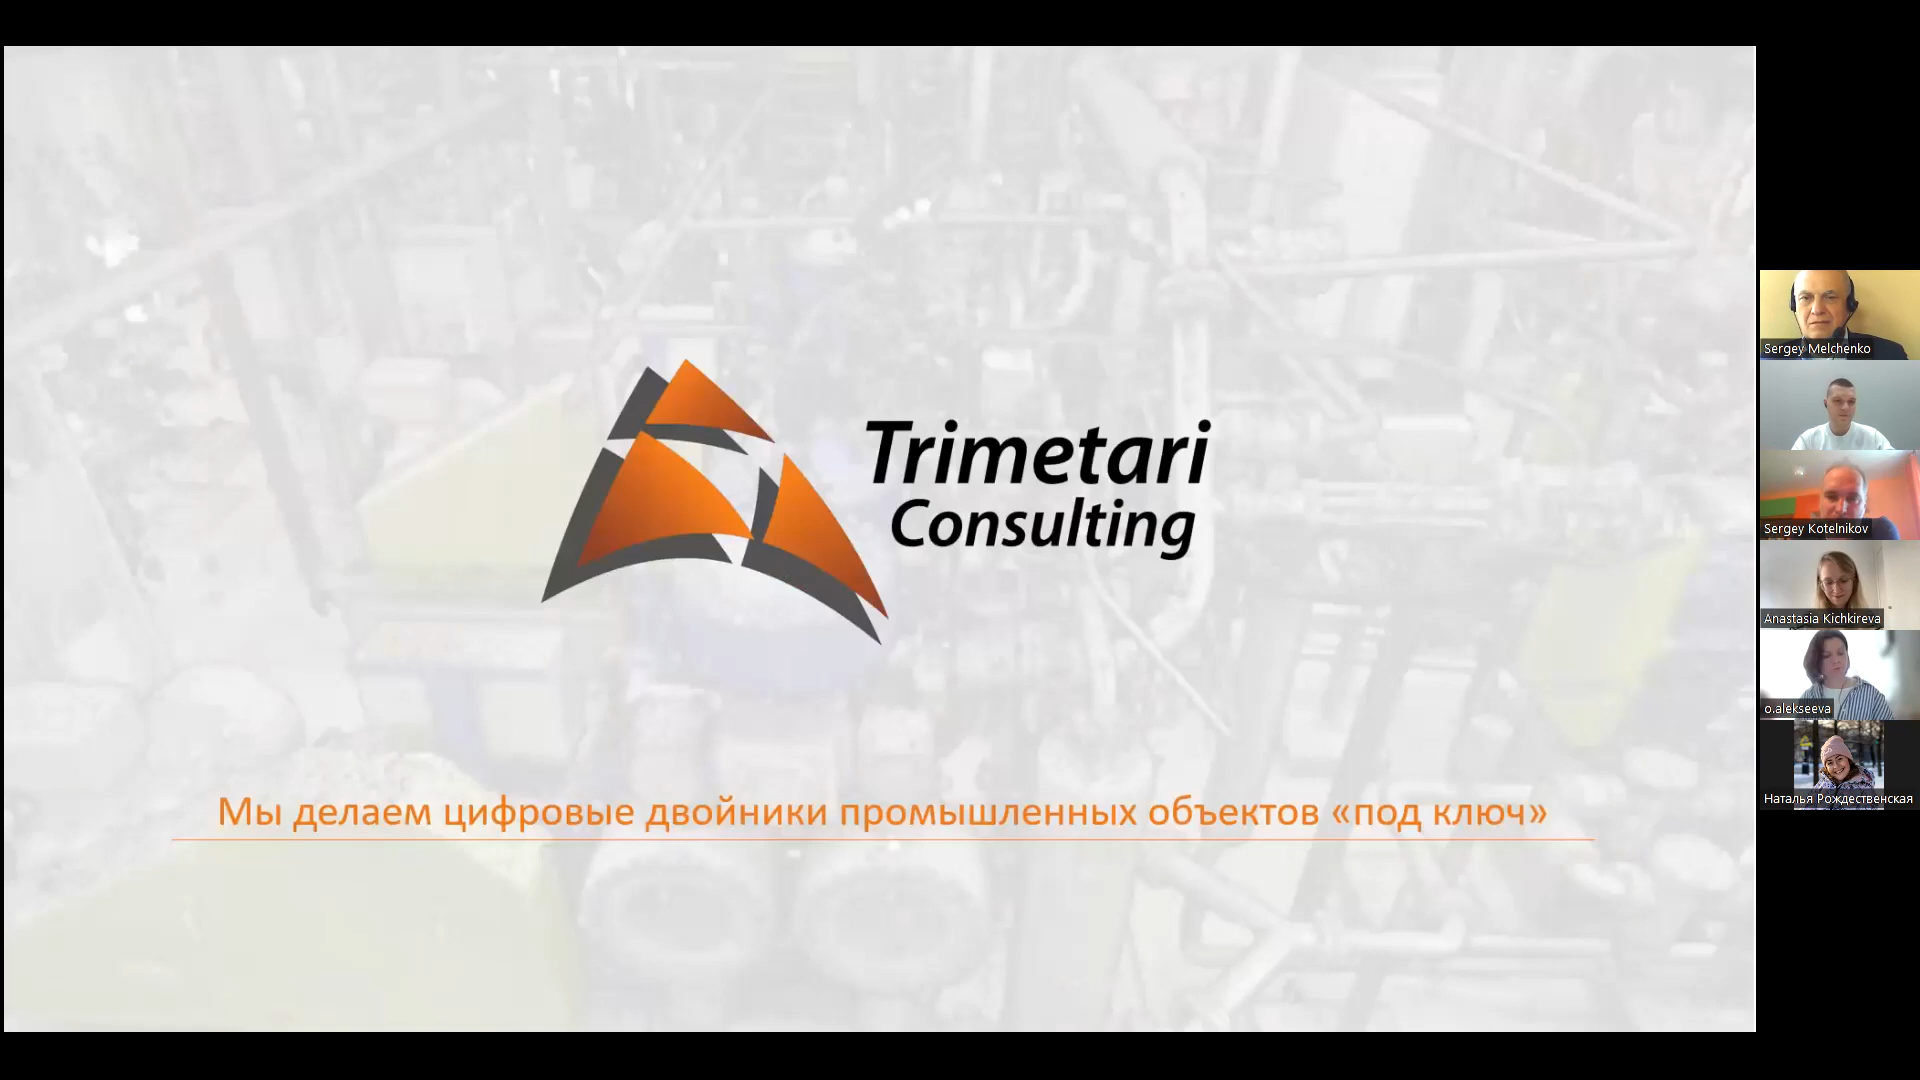 Trimetari
Consulting
Мы делаем цифровые двойники промышленных объектов «под ключ»
Sergey Melchenko
Sergey Kotelnikov
Anastasia Kichkireva
o.alekseeva
Наталья Рождественская